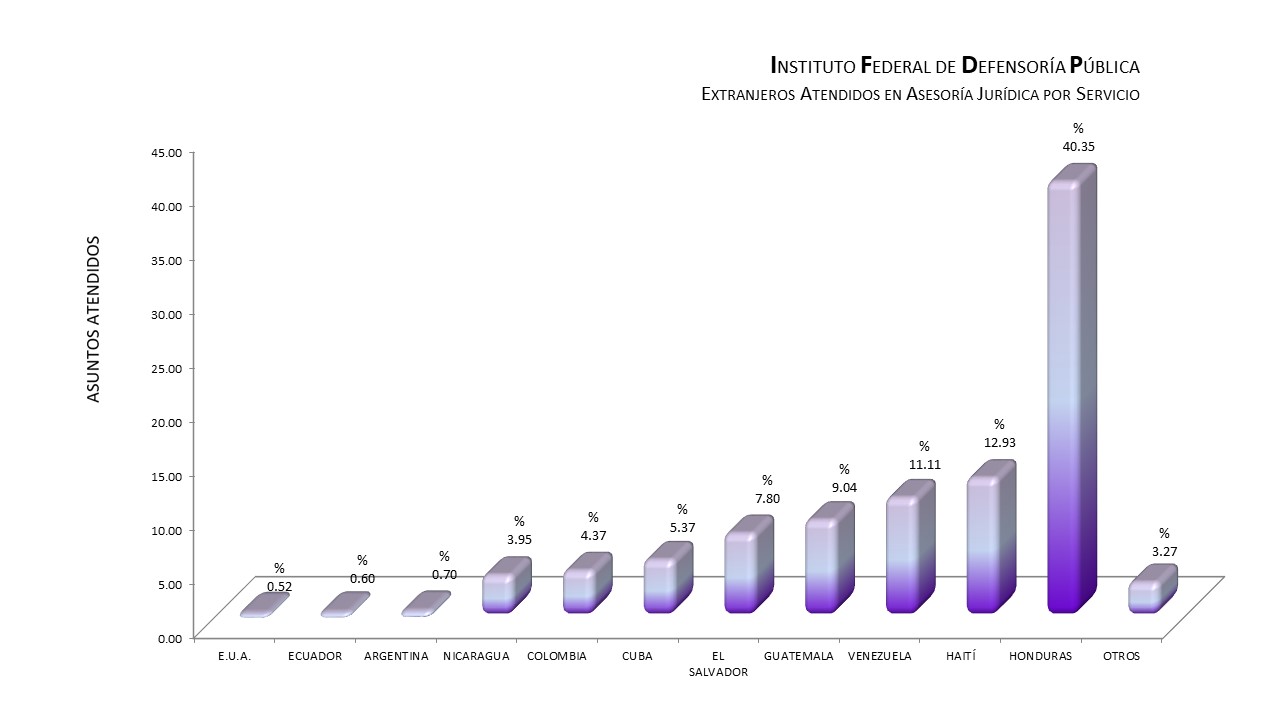 INSTITUTO FEDERAL DE DEFENSORÍA PÚBLICA
EXTRANJEROS ATENDIDOS EN ASESORÍA JURÍDICA POR SERVICIO
ASUNTOS ATENDIDOS
45.00
40.00
35.00
30.00
25.00
20.00
15.00
10.00
5.00
0.00
%
0.52
%
0.60
%
0.70
%
3.95
%
4.37
%
5.37
%
7.80
%
9.04
%
11.11
%
12.93
%
40.35
%
3.27
E.U.A.
ECUADOR
ARGENTINA
NICARAGUA
COLOMBIA
CUBA
EL
SALVADOR
GUATEMALA
VENEZUELA
HAITÍ
HONDURAS
OTROS